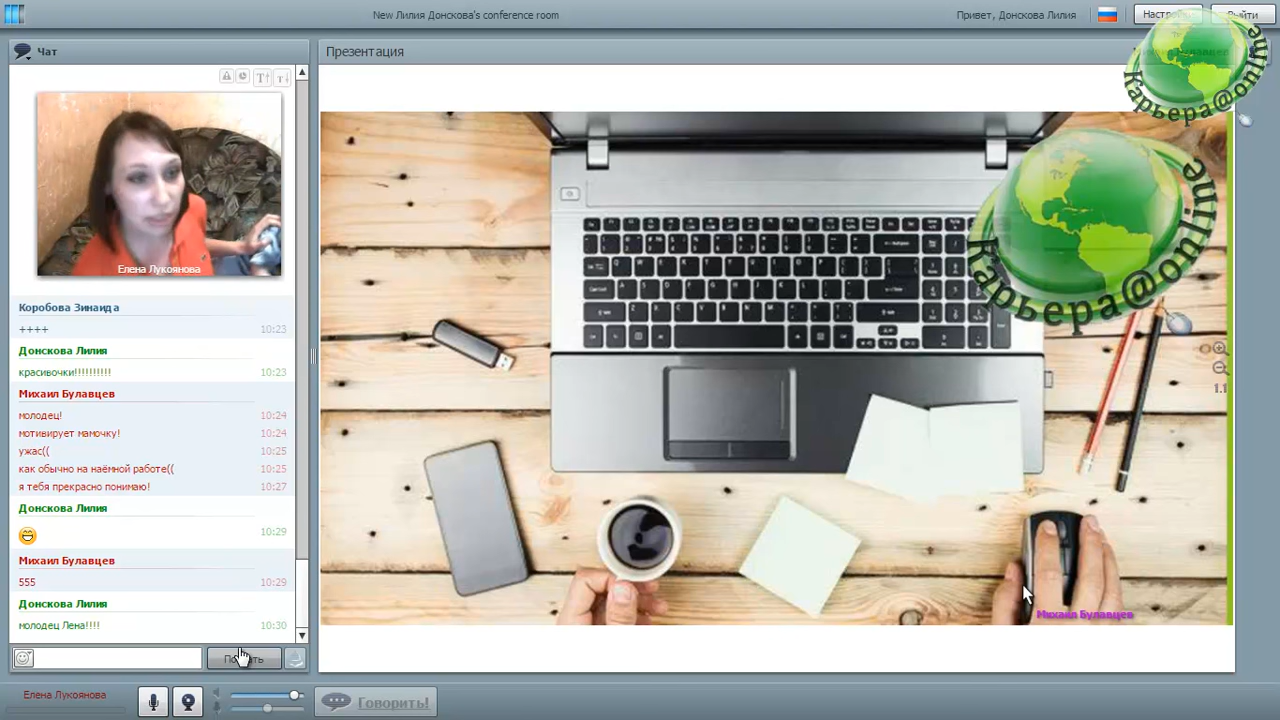 New Лилия Донскова's conference room
Привет, Донскова Лилия
Выйти
Чат
Презентация
Карьера@online
Карьера@online
Елена Лукоянова
Коробова Зинаида
++++ 10:23
Донскова Лилия
красивочки!!!!!!!!!! 10:23
Михаил Булавцев
молодец! 10:24
мотивирует мамочку! 10:24
ужас(( 10:25
как обычно на наёмной работе(( 10:25
я тебя прекрасно понимаю! 10:27
Донскова Лилия
10:29
Михаил Булавцев
555 10:29
Донскова Лилия
молодец Лена!!!! 10:30
Михаил Булавцев
1:1
Елена Лукоянова
Говорить!